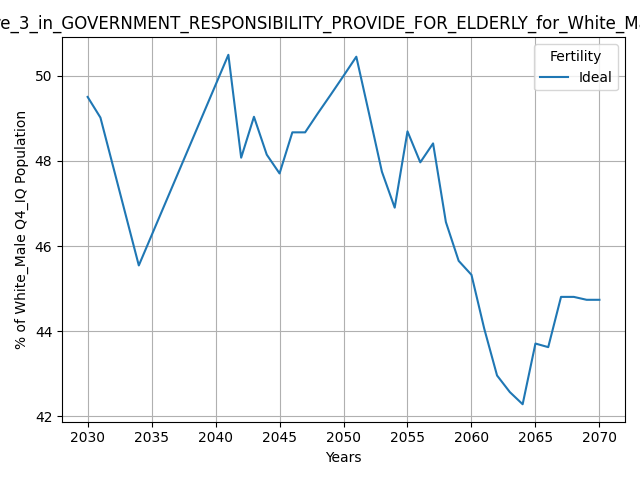 e_3_in_GOVERNMENT_RESPONSIBILITY_PROVIDE_FOR_ELDERLY_for_White_M
Fertility
Ideal
% of White_Male Q4_IQ Population
50
48
46
44
42
2030 2035 2040 2045 2050 2055 2060 2065 2070
Years